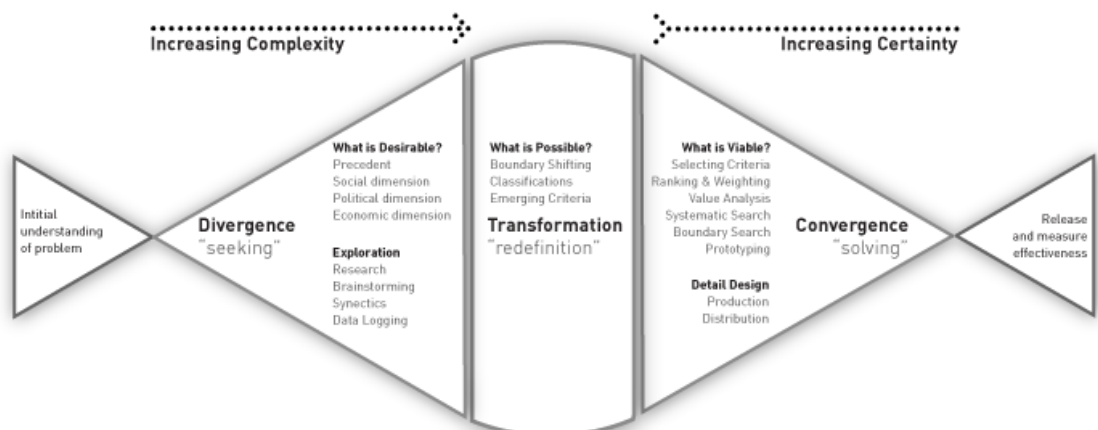 Increasing Complexity
Increasing Certainty
Intitial
understanding
of problem
Divergence
"seeking"
What is Desirable?
Precedent
Social dimension
Political dimension
Economic dimension
Exploration
Research
Brainstorming
Synectics
Data Logging
What is Possible?
Boundary Shifting
Classifications
Emerging Criteria
Transformation
"redefinition"
What is Viable?
Selecting Criteria
Ranking & Weighting
Value Analysis
Systematic Search
Boundary Search
Prototyping
Detail Design
Production
Distribution
Convergence
"solving"
Release
and measure
effectiveness